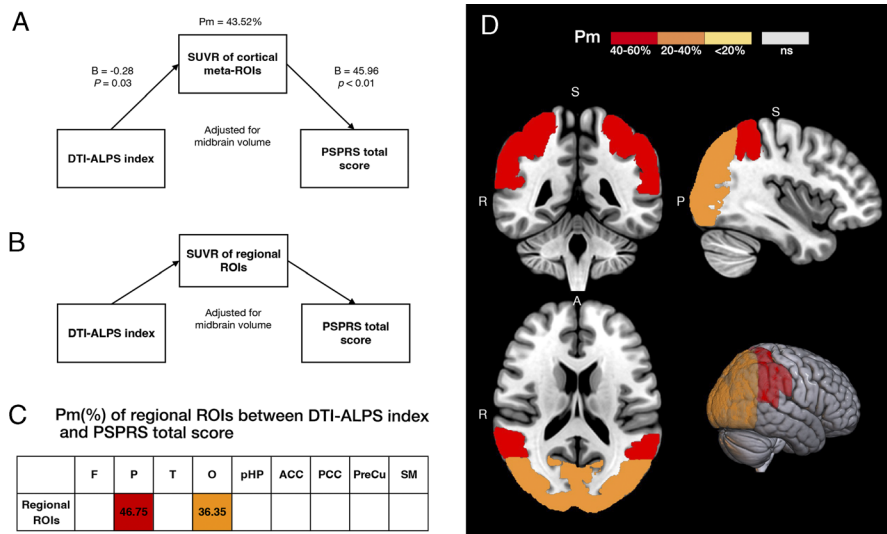 A
Pm = 43.52%
SUVR of cortical
meta-ROIs
B = -0.28
P = 0.03
B = 45.96
p < 0.01
DTI-ALPS index
Adjusted for
midbrain volume
PSPRS total
score
B
SUVR of regional
ROIs
DTI-ALPS index
Adjusted for
midbrain volume
PSPRS total
score
C
Pm(%) of regional ROIs between DTI-ALPS index
and PSPRS total score
F P T O pHP ACC PCC PreCu SM
Regional
ROIs
46.75 36.35
D
Pm
40-60% 20-40% <20% ns
S
S
R
P
A
R